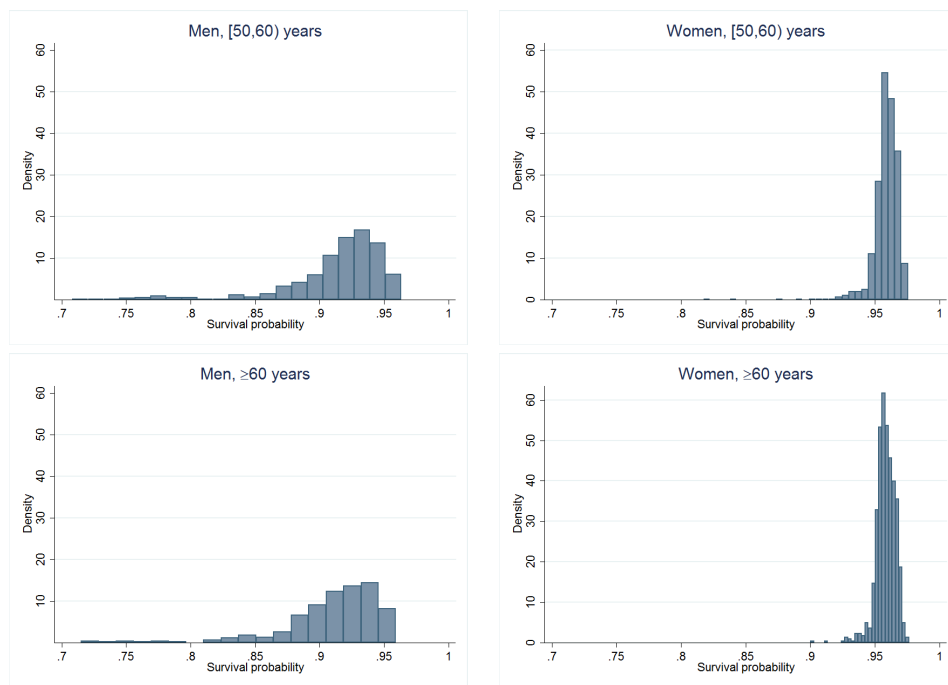 Men, [50,60) years
60
50
40
30
20
10
Density
.7 .75 .8 .85 .9 .95 1
Survival probability
Women, [50,60) years
60
50
40
30
20
10
0
Density
.7 .75 .8 .85 .9 .95 1
Survival probability
Men, ≥60 years
60
50
40
30
20
10
Density
.7 .75 .8 .85 .9 .95 1
Survival probability
Women, ≥60 years
60
50
40
30
20
10
0
Density
.7 .75 .8 .85 .9 .95 1
Survival probability